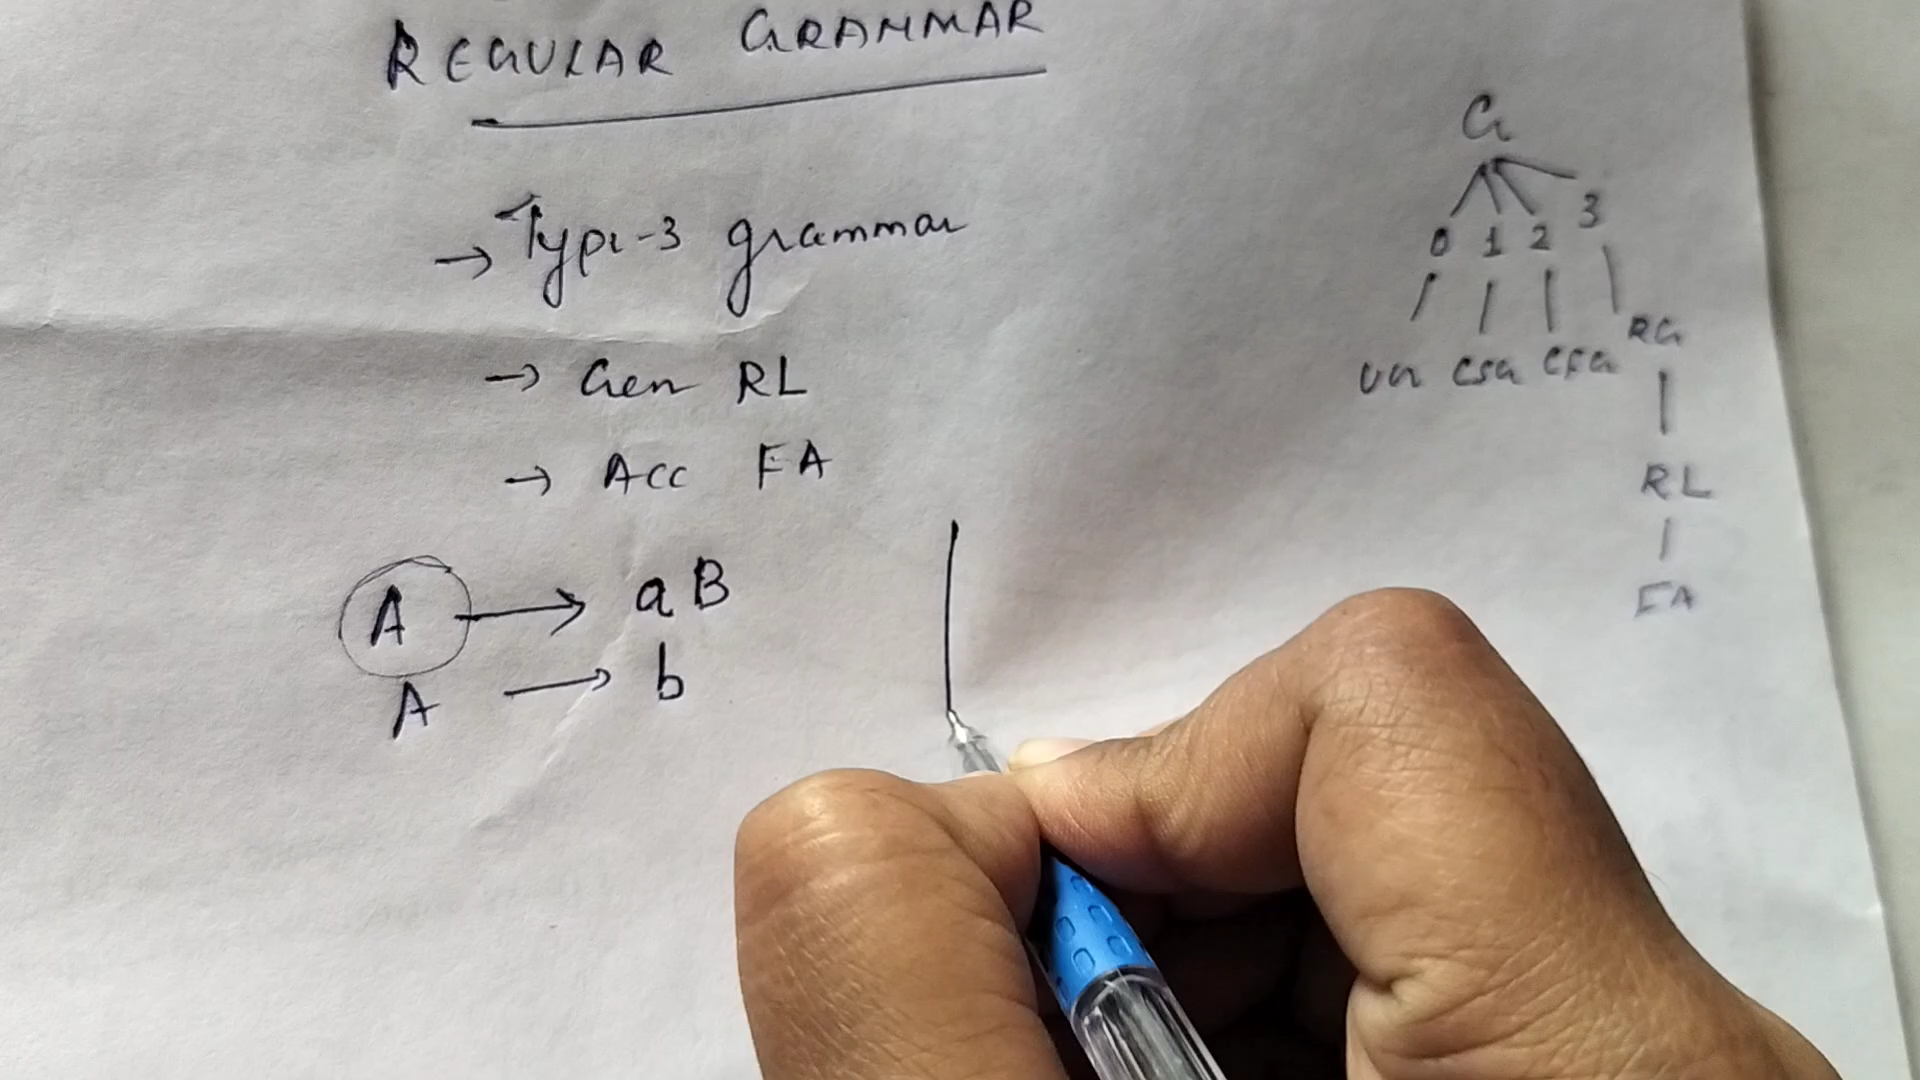 REGULAR GRAMMAR
→ Type-3 grammar
→ Gen RL
→ Acc FA
A → aB
A → b
G
0 1 2 3
UG CSG CFG RG
RL
FA